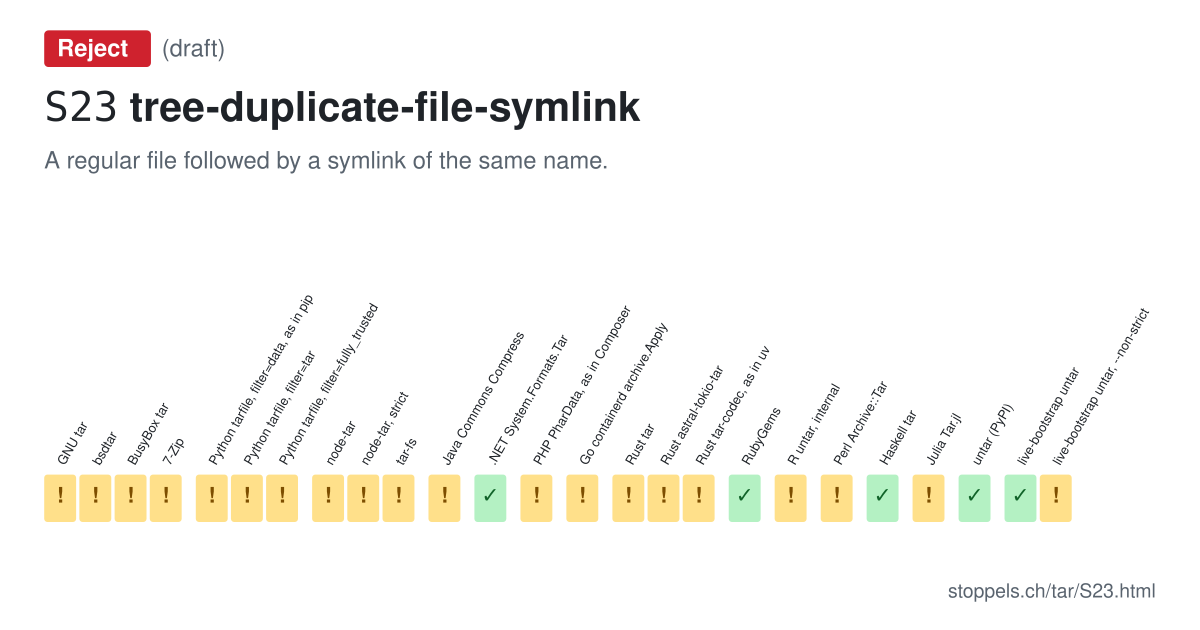 Reject (draft)
S23 tree-duplicate-file-symlink
A regular file followed by a symlink of the same name.
GNU tar
bsdtar
BusyBox tar
7-Zip
Python tarfile, filter=data, as in pip
Python tarfile, filter=tar
Python tarfile, filter=fully_trusted
node-tar
node-tar, strict
tar-fs
Java Commons Compress
.NET System.Formats.Tar
PHP PharData, as in Composer
Go containerd archive.Apply
Rust tar
Rust astral-tokio-tar
Rust tar-codec, as in uv
RubyGems
R untar, internal
Perl Archive::Tar
Haskell tar
Julia Tar.jl
untar (PyPI)
live-bootstrap untar
live-bootstrap untar, --non-strict
! ! ! ! ! ! ! ! ! ! ! ✓ ! ! ! ! ! ✓ ! ! ✓ ! ✓ ✓ !
stoppels.ch/tar/S23.html